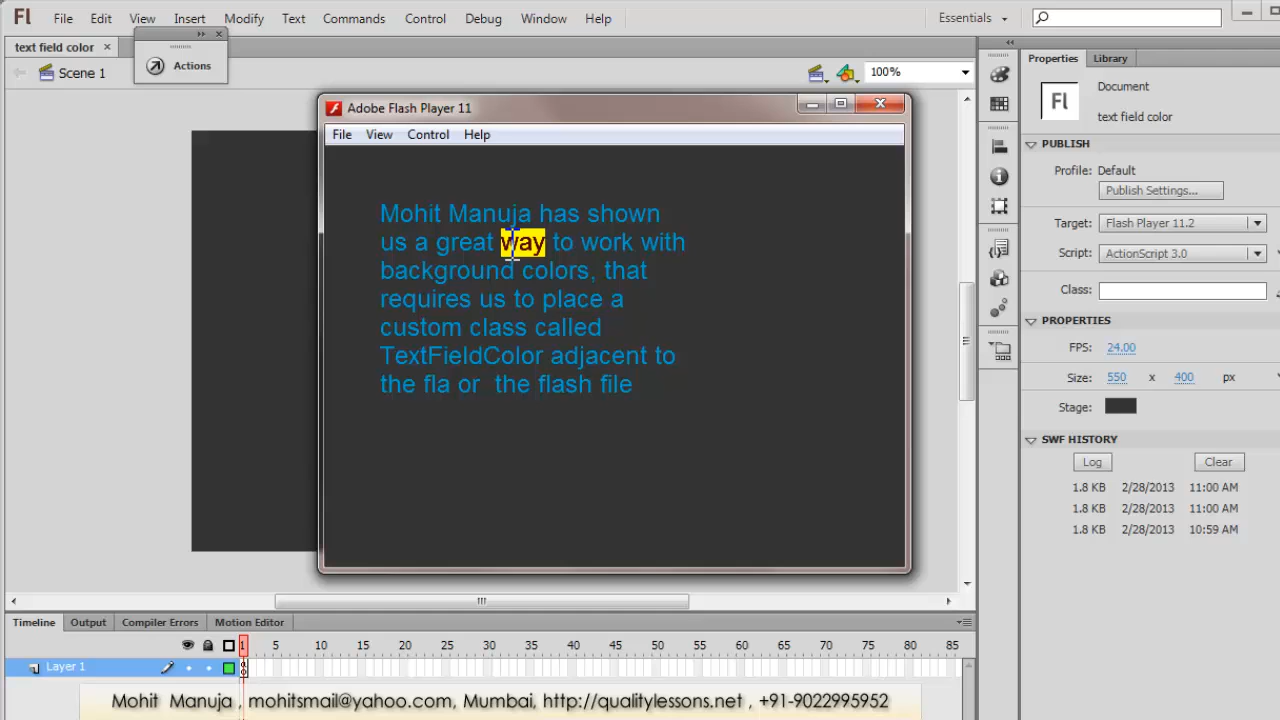 Fl File Edit View Insert Modify Text Commands Control Debug Window Help Essentials
text field color ×
Actions
Scene 1 100%
Adobe Flash Player 11
File View Control Help
Mohit Manuja has shown
us a great way to work with
background colors, that
requires us to place a
custom class called
TextFieldColor adjacent to
the fla or  the flash file
Properties Library
Fl Document
text field color
PUBLISH
Profile: Default
Publish Settings...
Target: Flash Player 11.2
Script: ActionScript 3.0
Class:
PROPERTIES
FPS: 24.00
Size: 550 x 400 px
Stage:
SWF HISTORY
Log Clear
1.8 KB 2/28/2013 11:00 AM
1.8 KB 2/28/2013 11:00 AM
1.8 KB 2/28/2013 10:59 AM
Timeline Output Compiler Errors Motion Editor
1 5 10 15 20 25 30 35 40 45 50 55 60 65 70 75 80 85
Layer 1
Mohit Manuja , mohitsmail@yahoo.com, Mumbai, http://qualitylessons.net , +91-9022995952